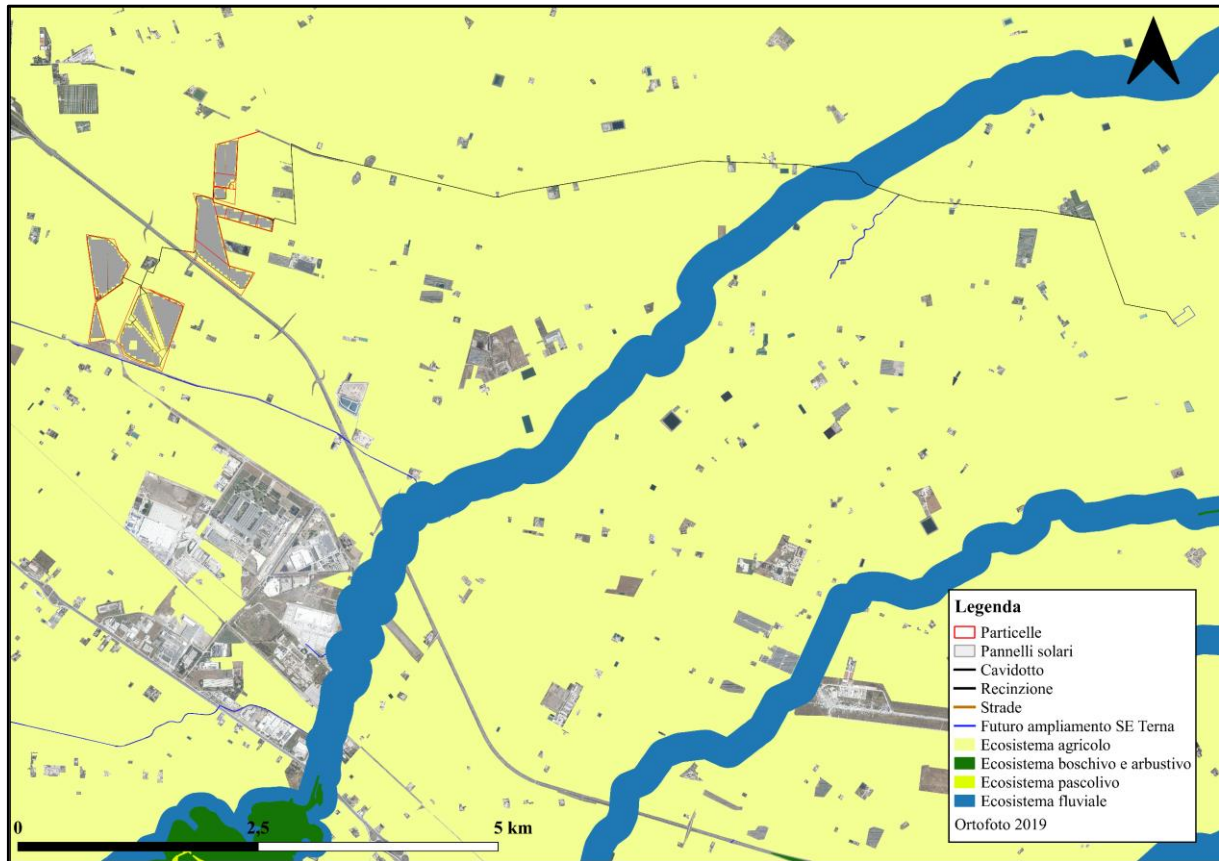 Legenda
Particelle
Pannelli solari
Cavidotto
Recinzione
Strade
Futuro ampliamento SE Terna
Ecosistema agricolo
Ecosistema boschivo e arbustivo
Ecosistema pascolivo
Ecosistema fluviale
Ortofoto 2019
0 2,5 5 km